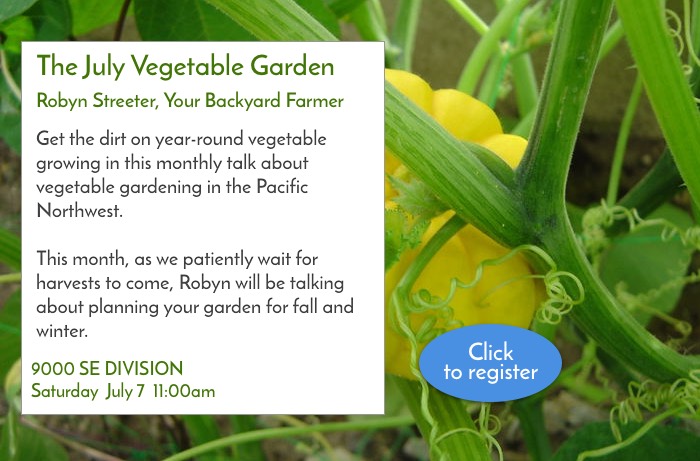 The July Vegetable Garden
Robyn Streeter, Your Backyard Farmer
Get the dirt on year-round vegetable
growing in this monthly talk about
vegetable gardening in the Pacific
Northwest.
This month, as we patiently wait for
harvests to come, Robyn will be talking
about planning your garden for fall and
winter.
9000 SE DIVISION
Saturday July 7 11:00am
Click
to register